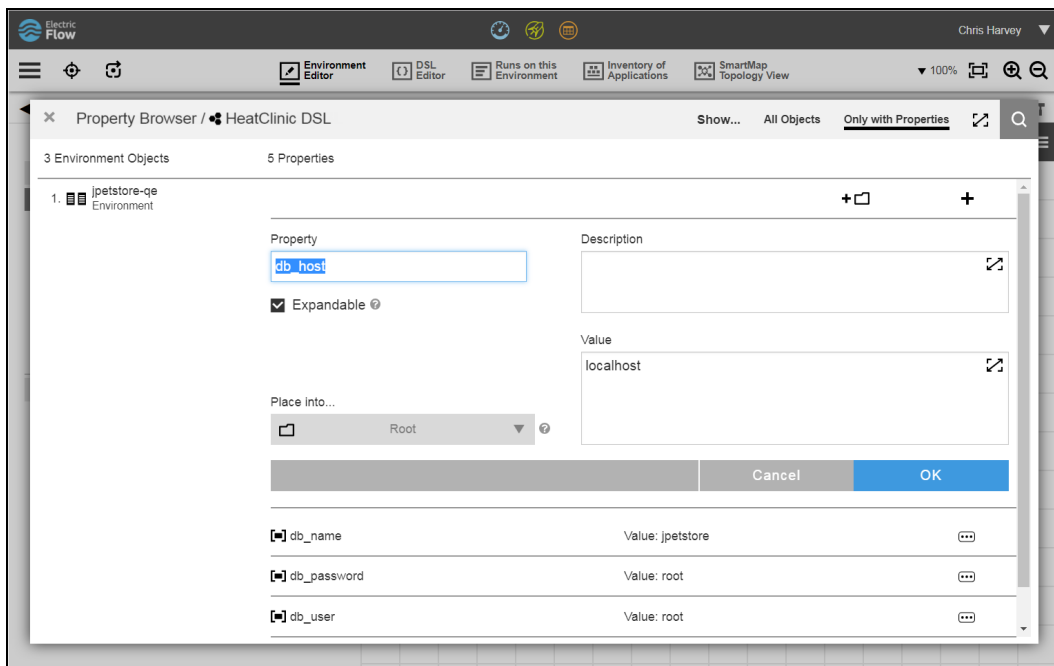 Electric
Flow
Chris Harvey
Environment
Editor
DSL
Editor
Runs on this
Environment
Inventory of
Applications
SmartMap
Topology View
100%
Property Browser / HeatClinic DSL
Show...
All Objects
Only with Properties
3 Environment Objects
5 Properties
1.
jpetstore-qe
Environment
Property
Description
db_host
Expandable
Value
localhost
Place into...
Root
Cancel
OK
db_name
Value: jpetstore
db_password
Value: root
db_user
Value: root